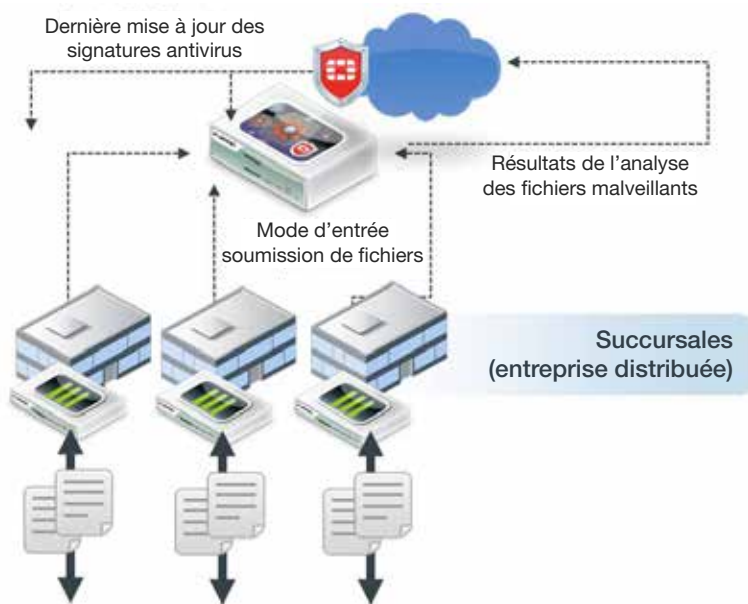 Dernière mise à jour des
signatures antivirus
Résultats de l'analyse
des fichiers malveillants
Mode d'entrée
soumission de fichiers
Succursales
(entreprise distribuée)